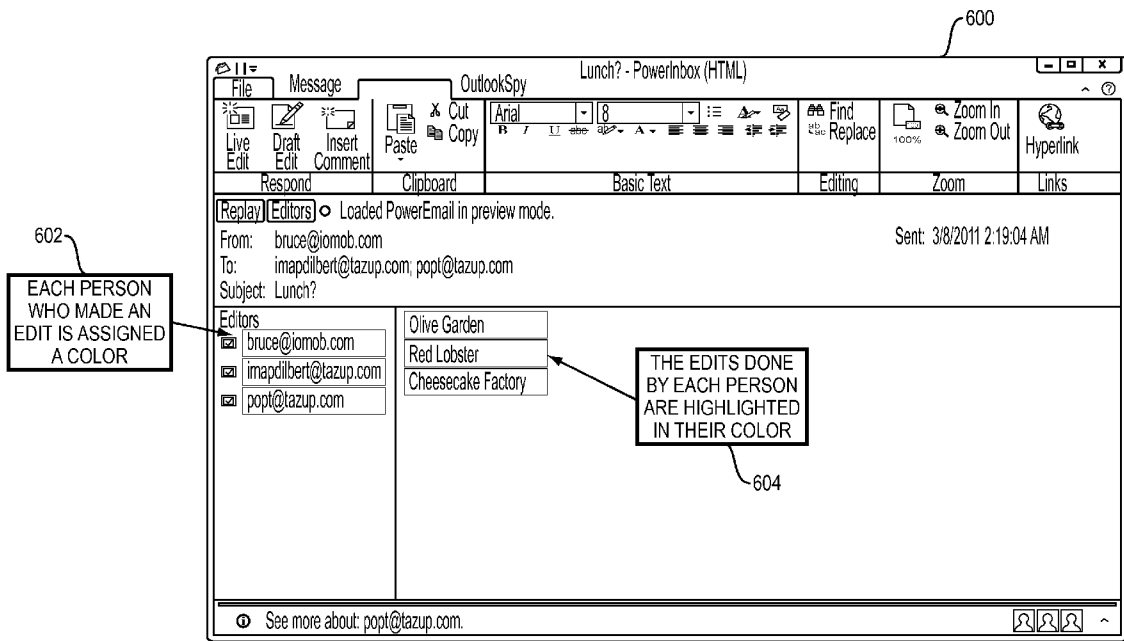 600
Lunch? - PowerInbox (HTML)
File Message OutlookSpy
Live Edit
Draft Edit
Insert Comment
Respond
Paste
Cut
Copy
Clipboard
Arial 8
B I U abc ab A
Basic Text
Find
Replace
Editing
100%
Zoom In
Zoom Out
Zoom
Hyperlink
Links
Replay Editors Loaded PowerEmail in preview mode.
From: bruce@iomob.com
Sent: 3/8/2011 2:19:04 AM
To: imapdilbert@tazup.com; popt@tazup.com
Subject: Lunch?
602
EACH PERSON
WHO MADE AN
EDIT IS ASSIGNED
A COLOR
Editors
bruce@iomob.com
imapdilbert@tazup.com
popt@tazup.com
Olive Garden
Red Lobster
Cheesecake Factory
THE EDITS DONE
BY EACH PERSON
ARE HIGHLIGHTED
IN THEIR COLOR
604
See more about: popt@tazup.com.